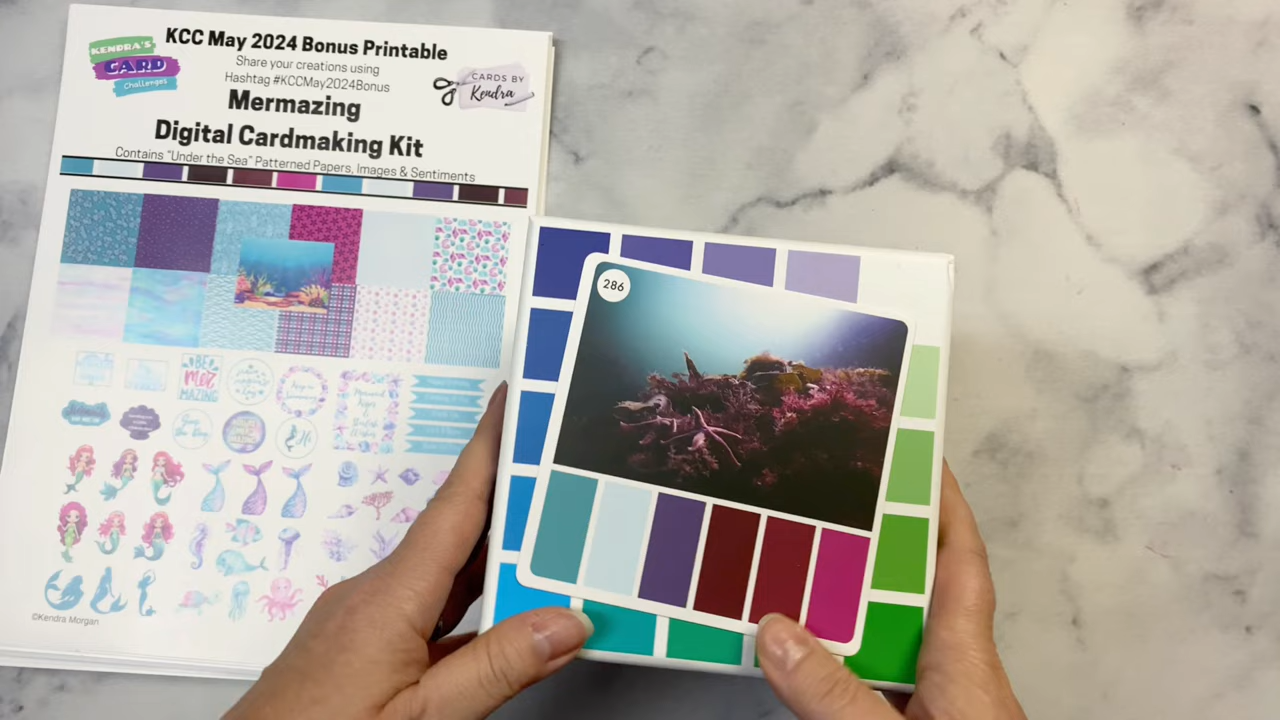 KENDRA'S
CARD
Challenges
KCC May 2024 Bonus Printable
Share your creations using
Hashtag #KCCMay2024Bonus
CARDS BY
Kendra
Mermazing
Digital Cardmaking Kit
Contains "Under the Sea" Patterned Papers, Images & Sentiments
BE
MER
MAZING
Hi
©Kendra Morgan
286